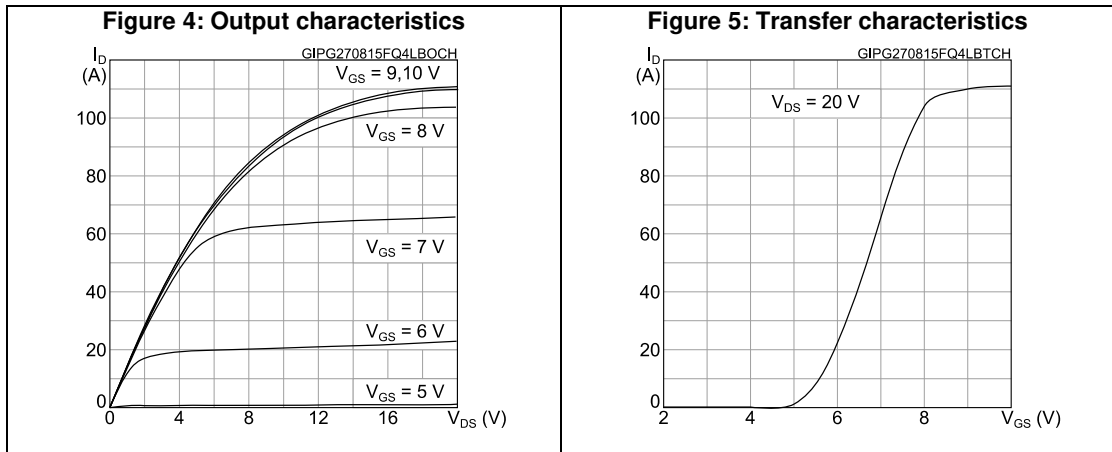 Figure 4: Output characteristics
I_D
(A)
GIPG270815FQ4LBOCH
V_GS = 9,10 V
V_GS = 8 V
V_GS = 7 V
V_GS = 6 V
V_GS = 5 V
100
80
60
40
20
0
0 4 8 12 16 V_DS (V)
Figure 5: Transfer characteristics
I_D
(A)
GIPG270815FQ4LBTCH
V_DS = 20 V
100
80
60
40
20
0
2 4 6 8 V_GS (V)